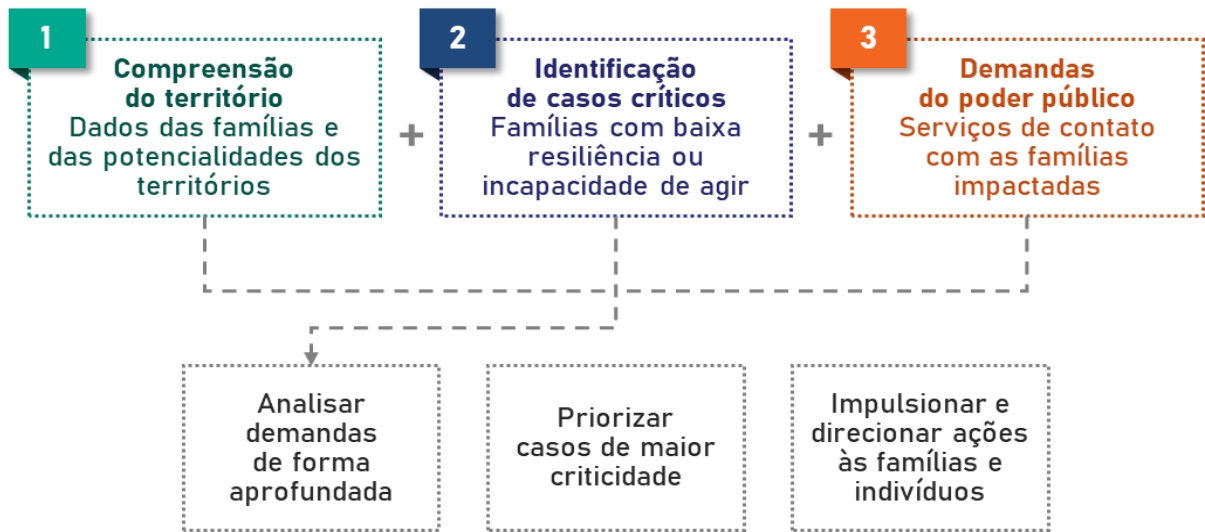 1
Compreensão
do território
Dados das famílias e
das potencialidades dos
territórios
+
2
Identificação
de casos críticos
Famílias com baixa
resiliência ou
incapacidade de agir
+
3
Demandas
do poder público
Serviços de contato
com as famílias
impactadas
Analisar
demandas
de forma
aprofundada
Priorizar
casos de maior
criticidade
Impulsionar e
direcionar ações
às famílias e
indivíduos